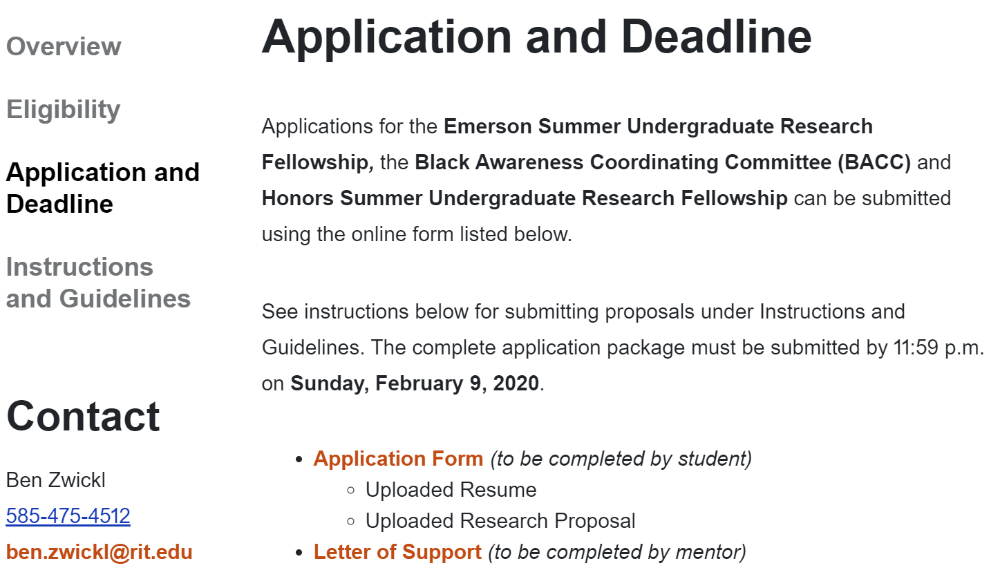 Overview
Eligibility
Application and
Deadline
Instructions
and Guidelines
Contact
Ben Zwickl
585-475-4512
ben.zwickl@rit.edu
Application and Deadline
Applications for the Emerson Summer Undergraduate Research
Fellowship, the Black Awareness Coordinating Committee (BACC) and
Honors Summer Undergraduate Research Fellowship can be submitted
using the online form listed below.
See instructions below for submitting proposals under Instructions and
Guidelines. The complete application package must be submitted by 11:59 p.m.
on Sunday, February 9, 2020.
• Application Form (to be completed by student)
◦ Uploaded Resume
◦ Uploaded Research Proposal
• Letter of Support (to be completed by mentor)